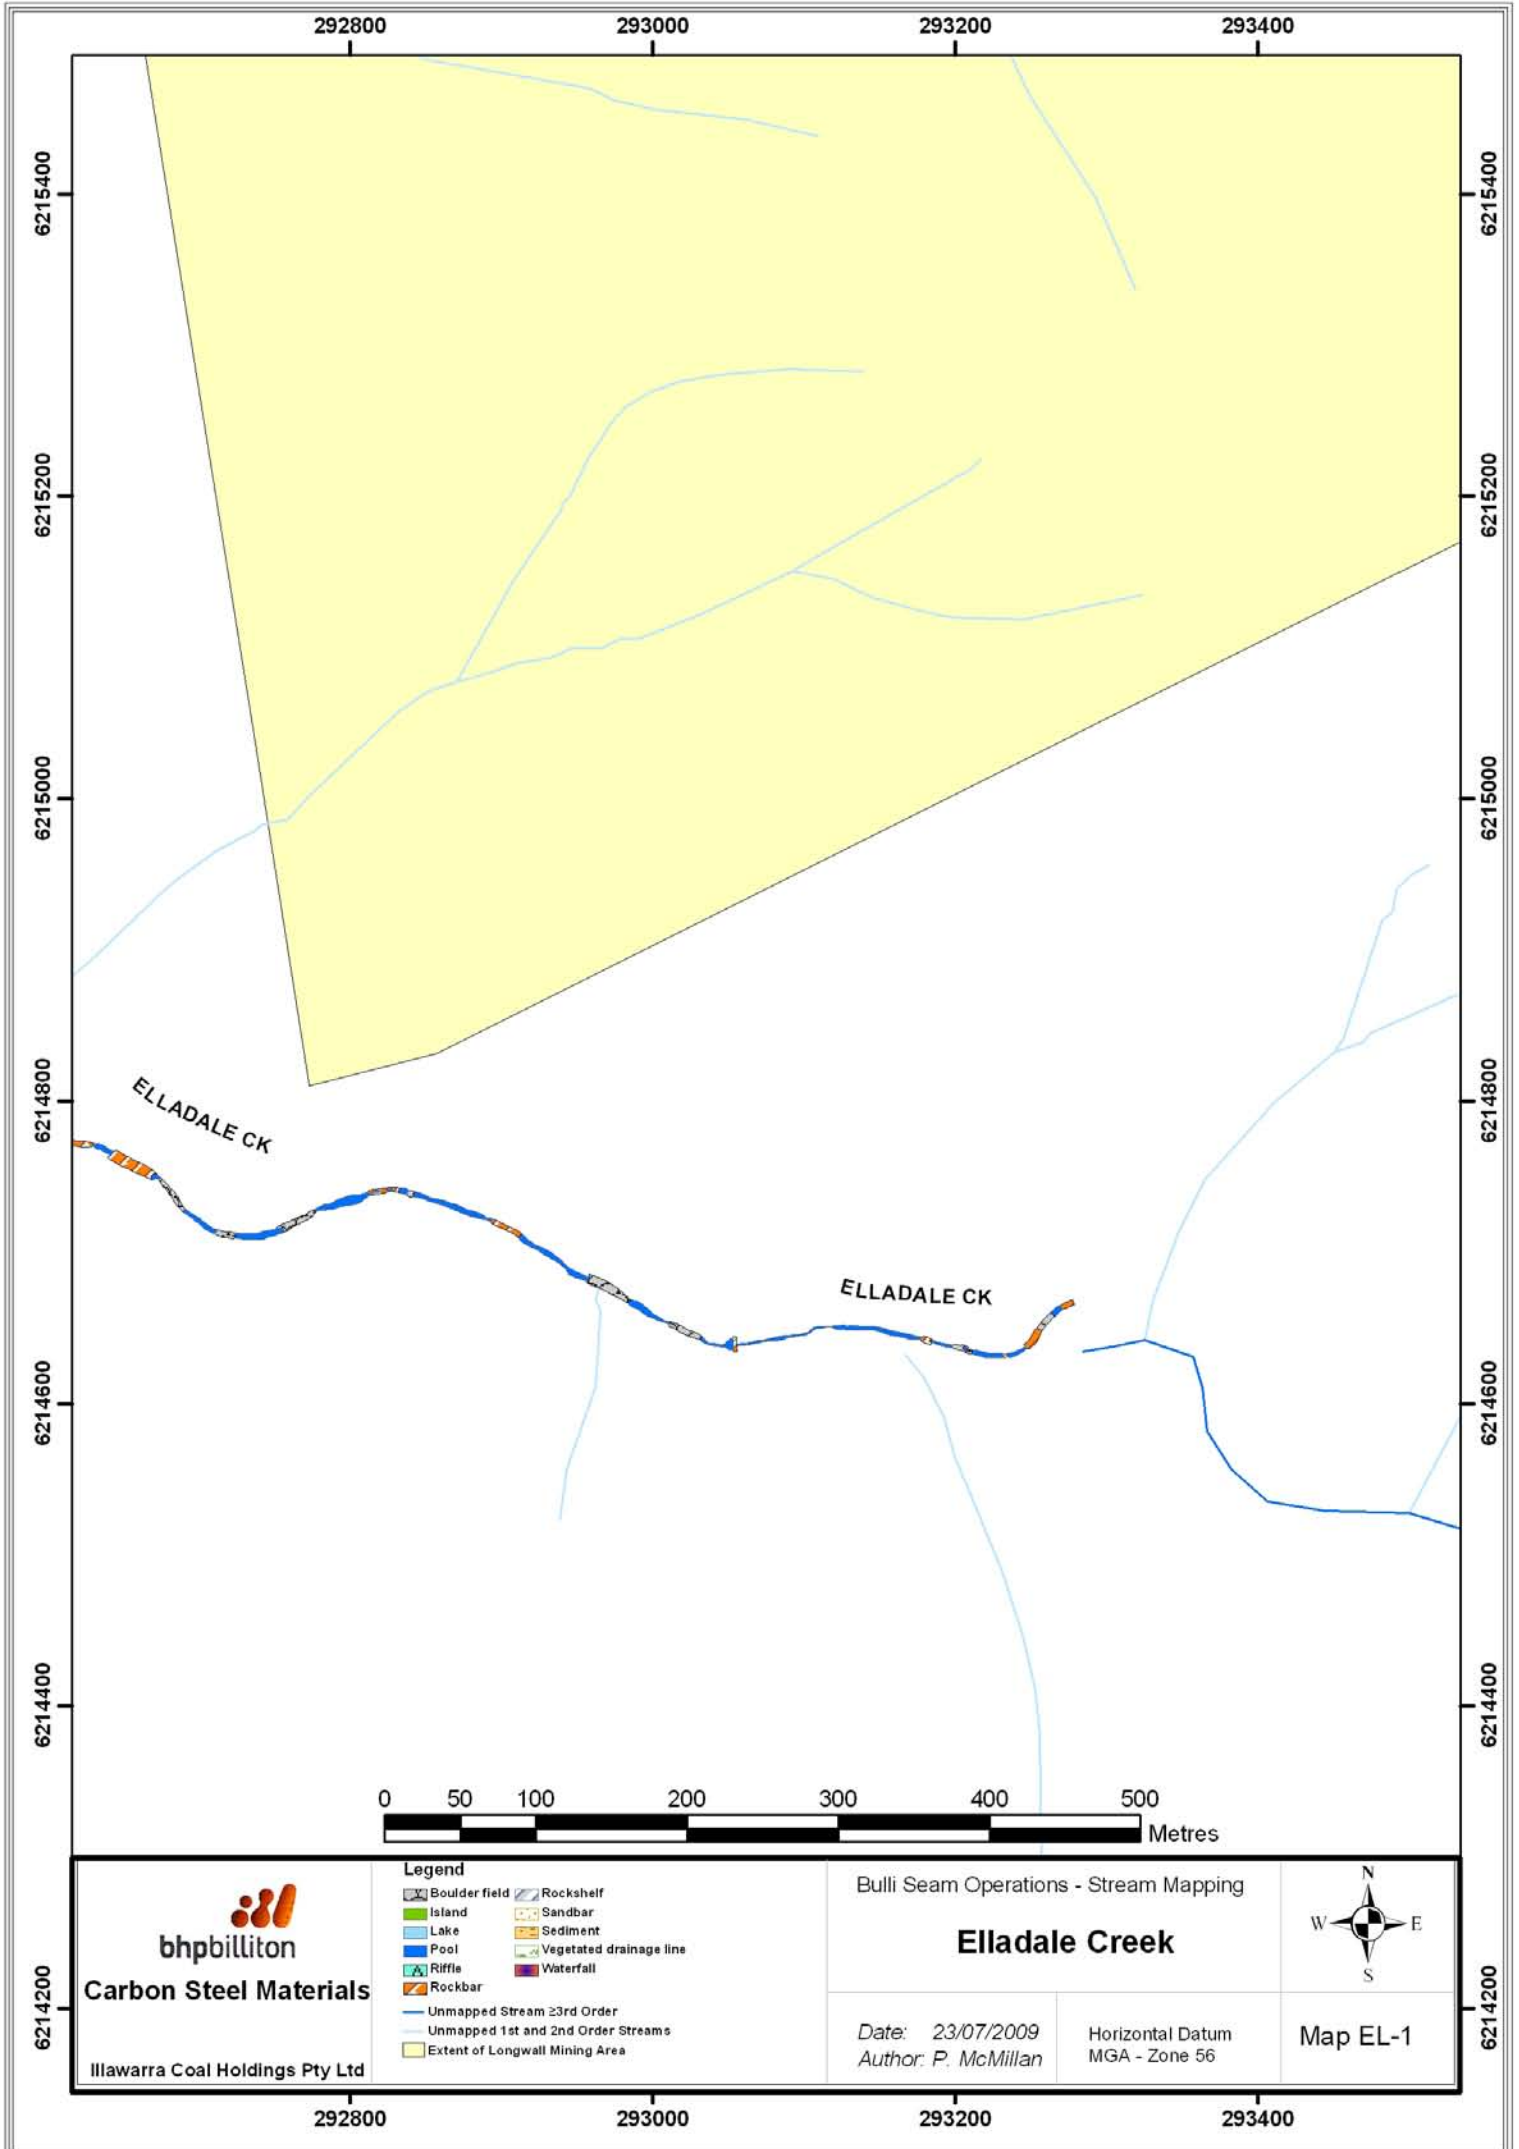 292800 293000 293200 293400
6215400 6215400
6215200 6215200
6215000 6215000
6214800 6214800
ELLADALE CK
ELLADALE CK
6214600 6214600
6214400 6214400
0 50 100 200 300 400 500
Metres
bhpbilliton
Carbon Steel Materials
Illawarra Coal Holdings Pty Ltd
Legend
Boulder field Rockshelf
Island Sandbar
Lake Sediment
Pool Vegetated drainage line
Riffle Waterfall
Rockbar
Unmapped Stream ≥3rd Order
Unmapped 1st and 2nd Order Streams
Extent of Longwall Mining Area
Bulli Seam Operations - Stream Mapping
Elladale Creek
Date: 23/07/2009
Author: P. McMillan
Horizontal Datum
MGA - Zone 56
N
W E
S
Map EL-1
6214200 6214200
292800 293000 293200 293400